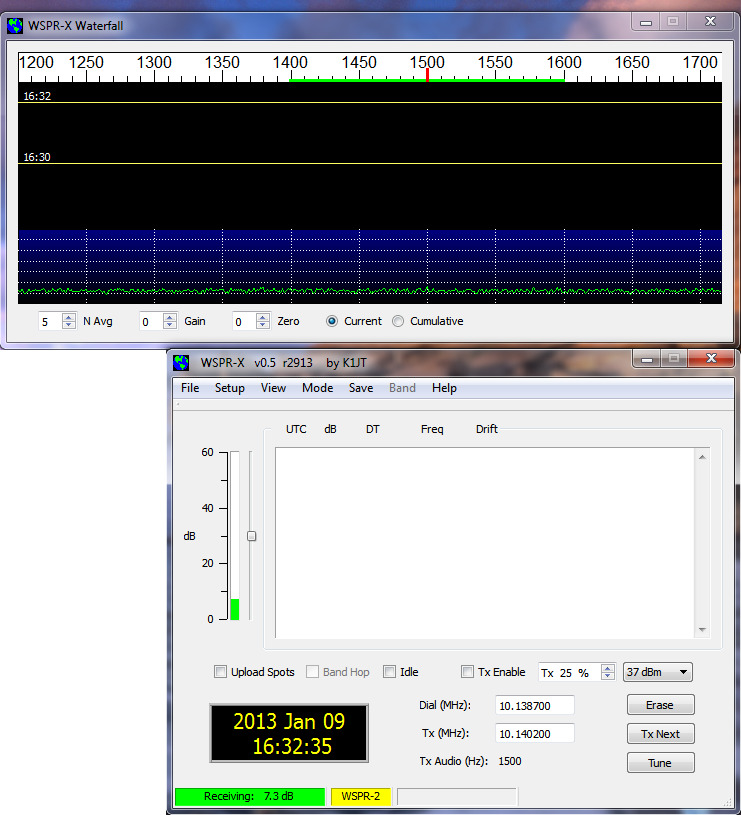 WSPR-X Waterfall
1200 1250 1300 1350 1400 1450 1500 1550 1600 1650 1700
16:32
16:30
5 N Avg 0 Gain 0 Zero Current Cumulative
WSPR-X v0.5 r2913 by K1JT
File Setup View Mode Save Band Help
UTC dB DT Freq Drift
60
40
dB
20
0
Upload Spots Band Hop Idle Tx Enable Tx 25 % 37 dBm
2013 Jan 09
16:32:35
Dial (MHz): 10.138700 Erase
Tx (MHz): 10.140200 Tx Next
Tx Audio (Hz): 1500 Tune
Receiving: 7.3 dB WSPR-2